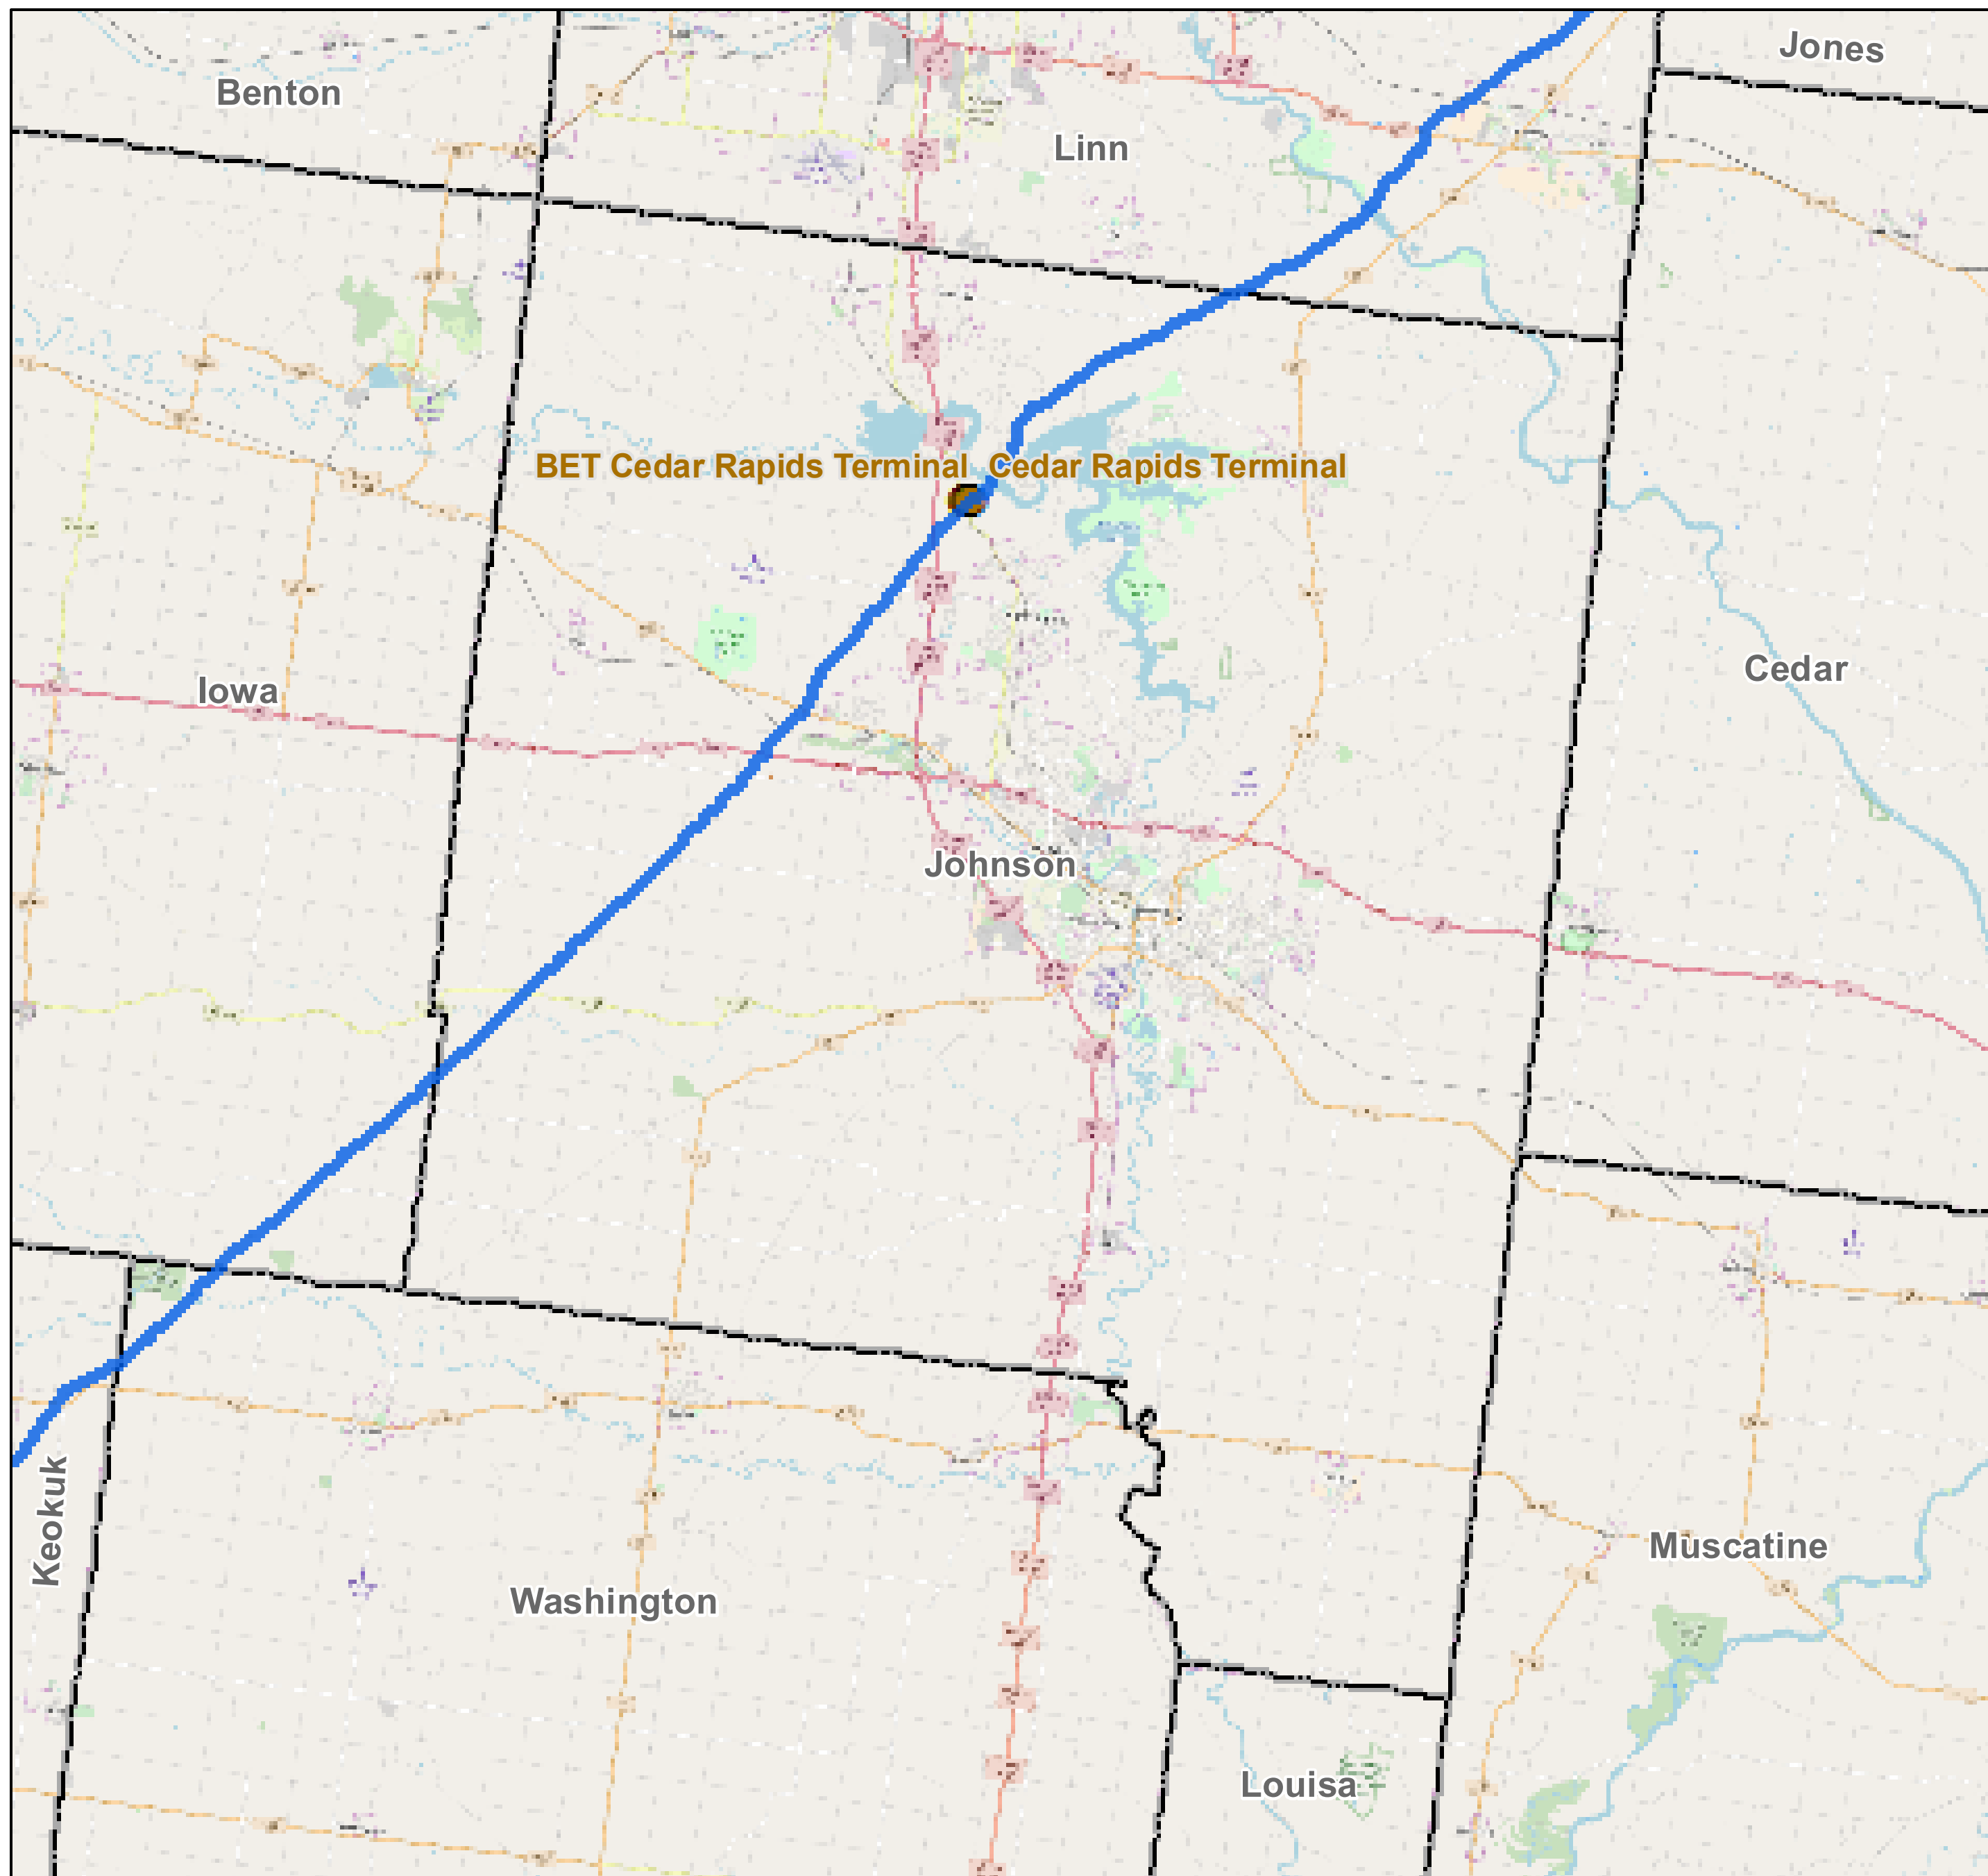 Jones
Benton
Linn
BET Cedar Rapids Terminal
Cedar Rapids Terminal
Cedar
Iowa
Johnson
Keokuk
Muscatine
Washington
Louisa